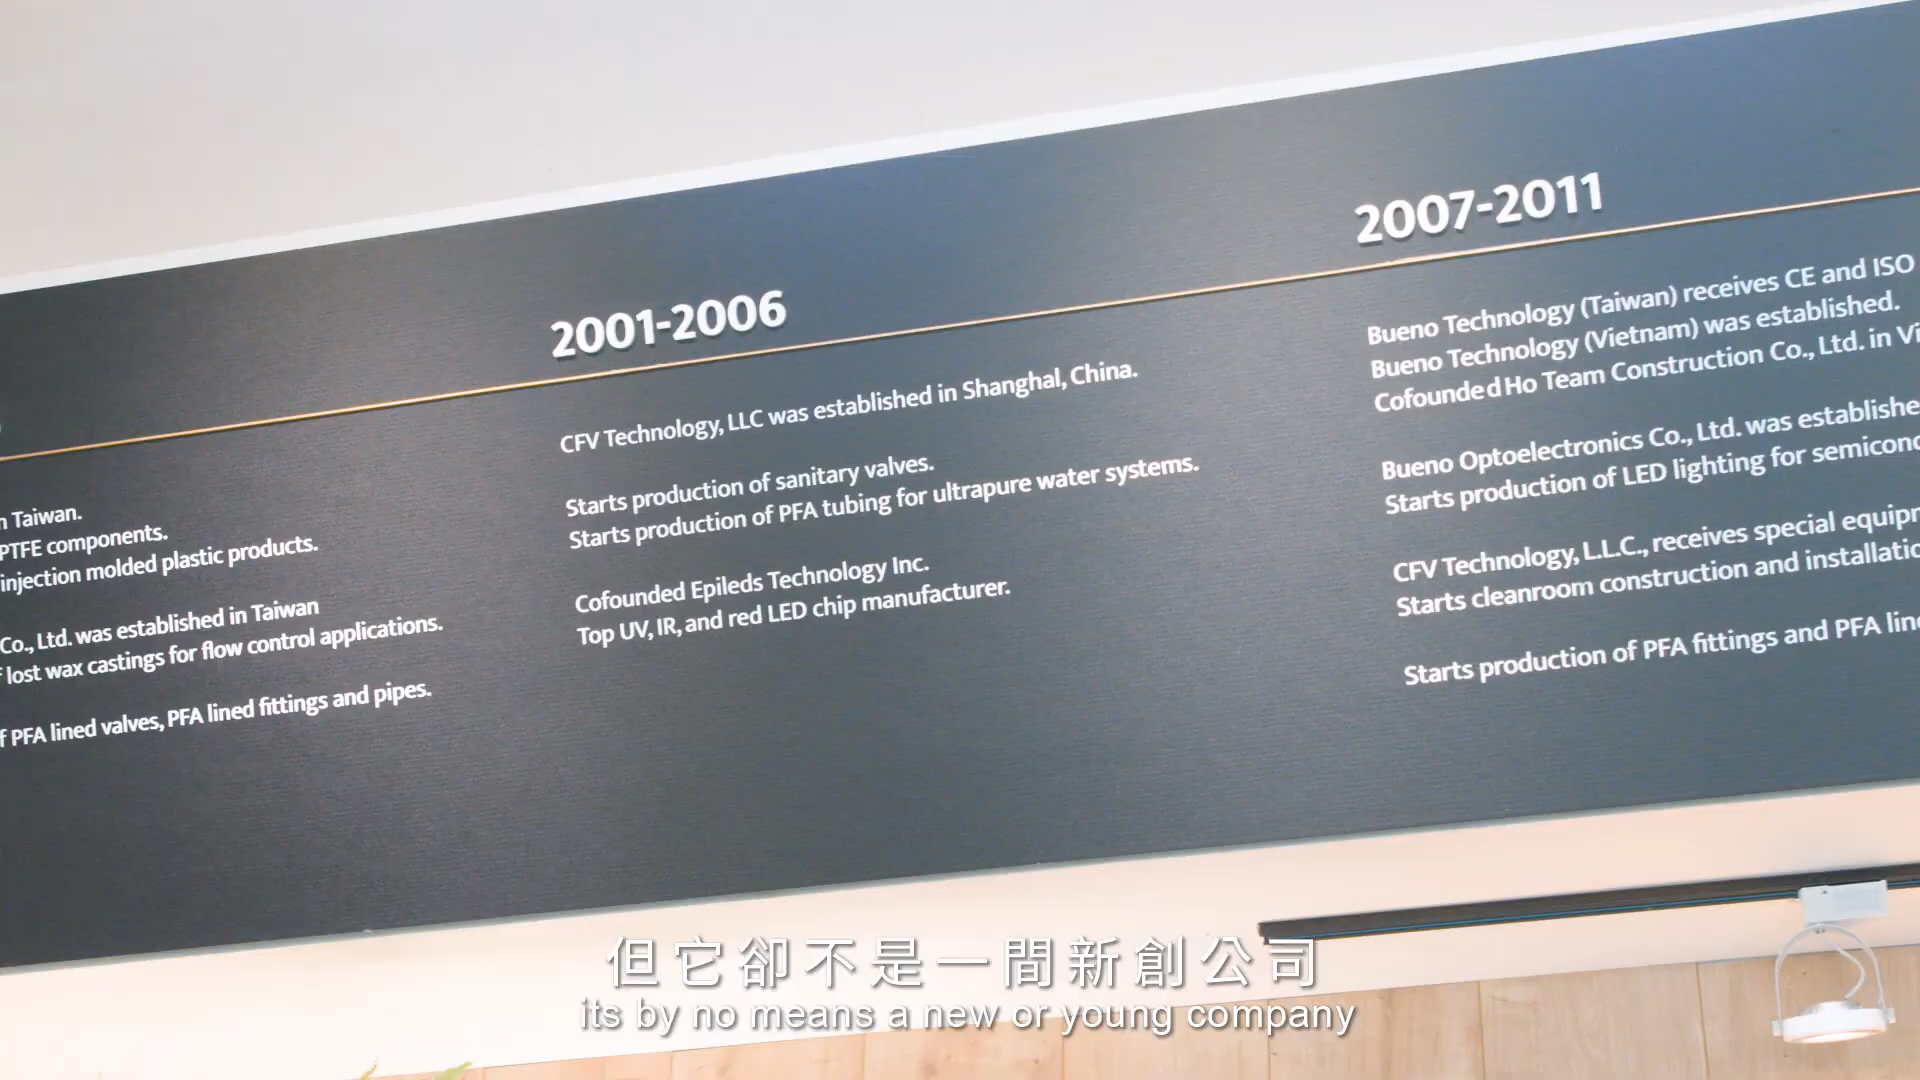 n Taiwan.
PTFE components.
injection molded plastic products.
Co., Ltd. was established in Taiwan
lost wax castings for flow control applications.
f PFA lined valves, PFA lined fittings and pipes.
2001-2006
CFV Technology, LLC was established in Shanghal, China.
Starts production of sanitary valves.
Starts production of PFA tubing for ultrapure water systems.
Cofounded Epileds Technology Inc.
Top UV, IR, and red LED chip manufacturer.
2007-2011
Bueno Technology (Taiwan) receives CE and ISO
Bueno Technology (Vietnam) was established.
Cofounded Ho Team Construction Co., Ltd. in Vi
Bueno Optoelectronics Co., Ltd. was establishe
Starts production of LED lighting for semicond
CFV Technology, L.L.C., receives special equipm
Starts cleanroom construction and installatio
Starts production of PFA fittings and PFA line
但它卻不是一間新創公司
its by no means a new or young company